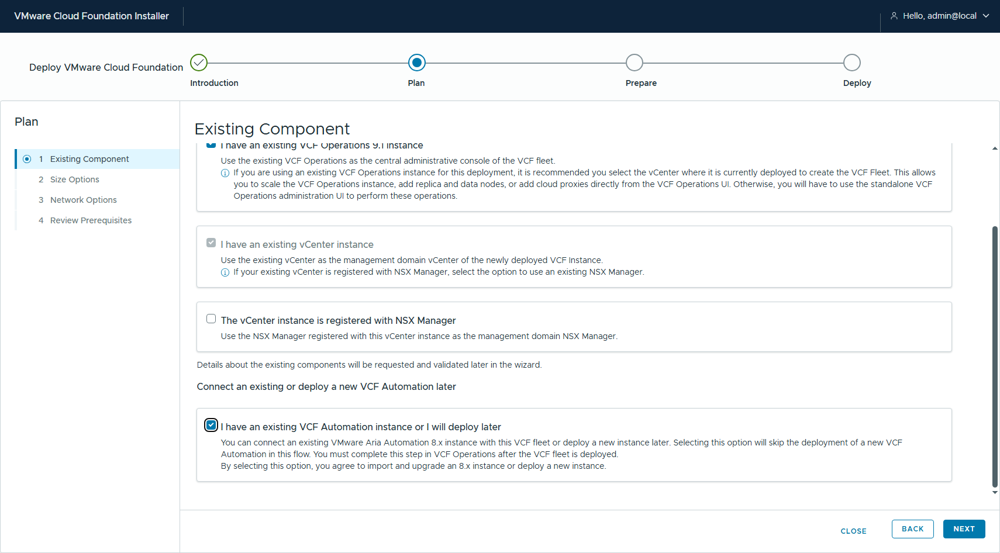 VMware Cloud Foundation Installer
Hello, admin@local
Deploy VMware Cloud Foundation
Introduction
Plan
Prepare
Deploy
Plan
1 Existing Component
2 Size Options
3 Network Options
4 Review Prerequisites
Existing Component
I have an existing VCF Operations 9.1 instance
Use the existing VCF Operations as the central administrative console of the VCF fleet.
If you are using an existing VCF Operations instance for this deployment, it is recommended you select the vCenter where it is currently deployed to create the VCF Fleet. This allows
you to scale the VCF Operations instance, add replica and data nodes, or add cloud proxies directly from the VCF Operations UI. Otherwise, you will have to use the standalone VCF
Operations administration UI to perform these operations.
I have an existing vCenter instance
Use the existing vCenter as the management domain vCenter of the newly deployed VCF Instance.
If your existing vCenter is registered with NSX Manager, select the option to use an existing NSX Manager.
The vCenter instance is registered with NSX Manager
Use the NSX Manager registered with this vCenter instance as the management domain NSX Manager.
Details about the existing components will be requested and validated later in the wizard.
Connect an existing or deploy a new VCF Automation later
I have an existing VCF Automation instance or I will deploy later
You can connect an existing VMware Aria Automation 8.x instance with this VCF fleet or deploy a new instance later. Selecting this option will skip the deployment of a new VCF
Automation in this flow. You must complete this step in VCF Operations after the VCF fleet is deployed.
By selecting this option, you agree to import and upgrade an 8.x instance or deploy a new instance.
CLOSE
BACK
NEXT